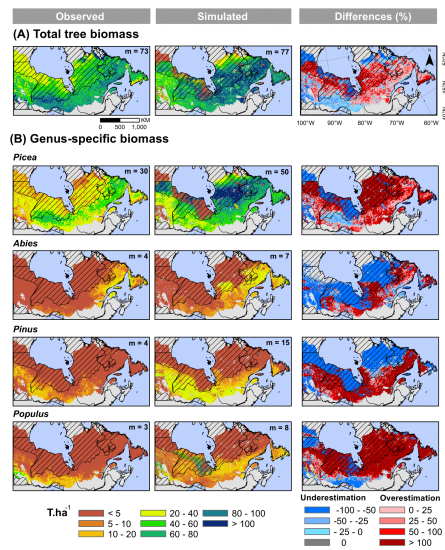 Observed Simulated Differences (%)
(A) Total tree biomass
m = 73 m = 77
N
0 500 1,000 KM
100°W 90°W 80°W 70°W 60°W
(B) Genus-specific biomass
Picea
m = 30 m = 50
Abies
m = 4 m = 7
Pinus
m = 4 m = 15
Populus
m = 3 m = 8
T.ha-1
< 5 20 - 40 80 - 100
5 - 10 40 - 60 > 100
10 - 20 60 - 80
Underestimation Overestimation
-100 - -50 0 - 25
-50 - -25 25 - 50
- 25 - 0 50 - 100
0 > 100